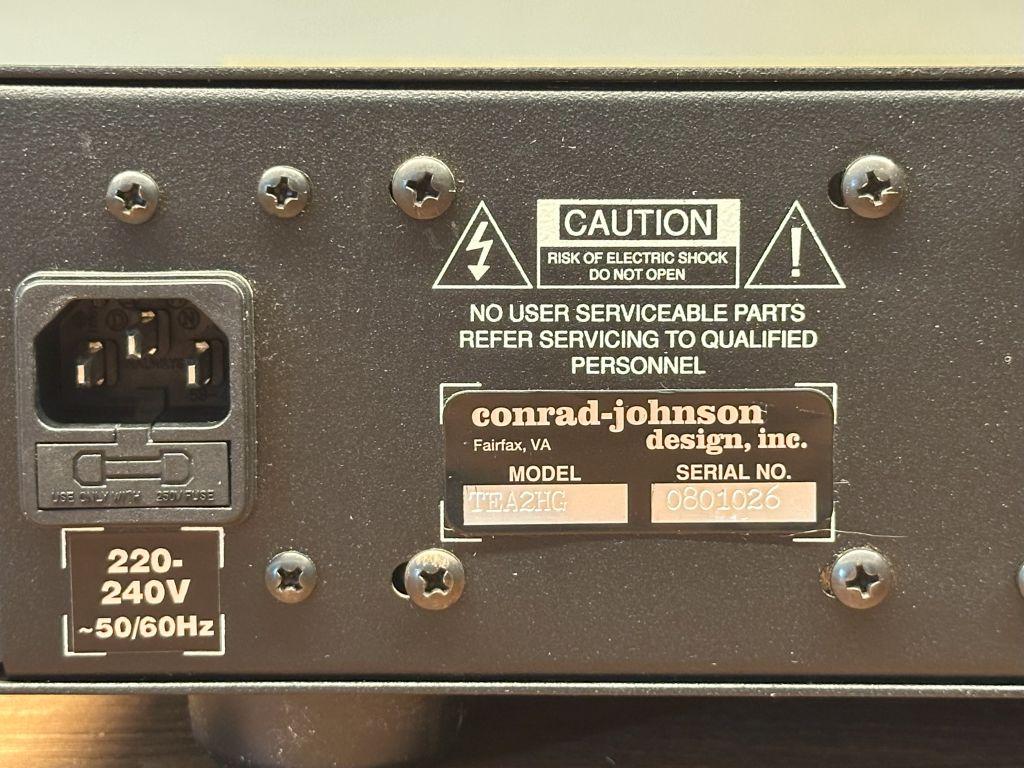 CAUTION
RISK OF ELECTRIC SHOCK
DO NOT OPEN
NO USER SERVICEABLE PARTS
REFER SERVICING TO QUALIFIED
PERSONNEL
conrad-johnson
design, inc.
Fairfax, VA
MODEL SERIAL NO.
TEA2HG 0801026
USE ONLY WITH 250V FUSE
220-
240V
~50/60Hz